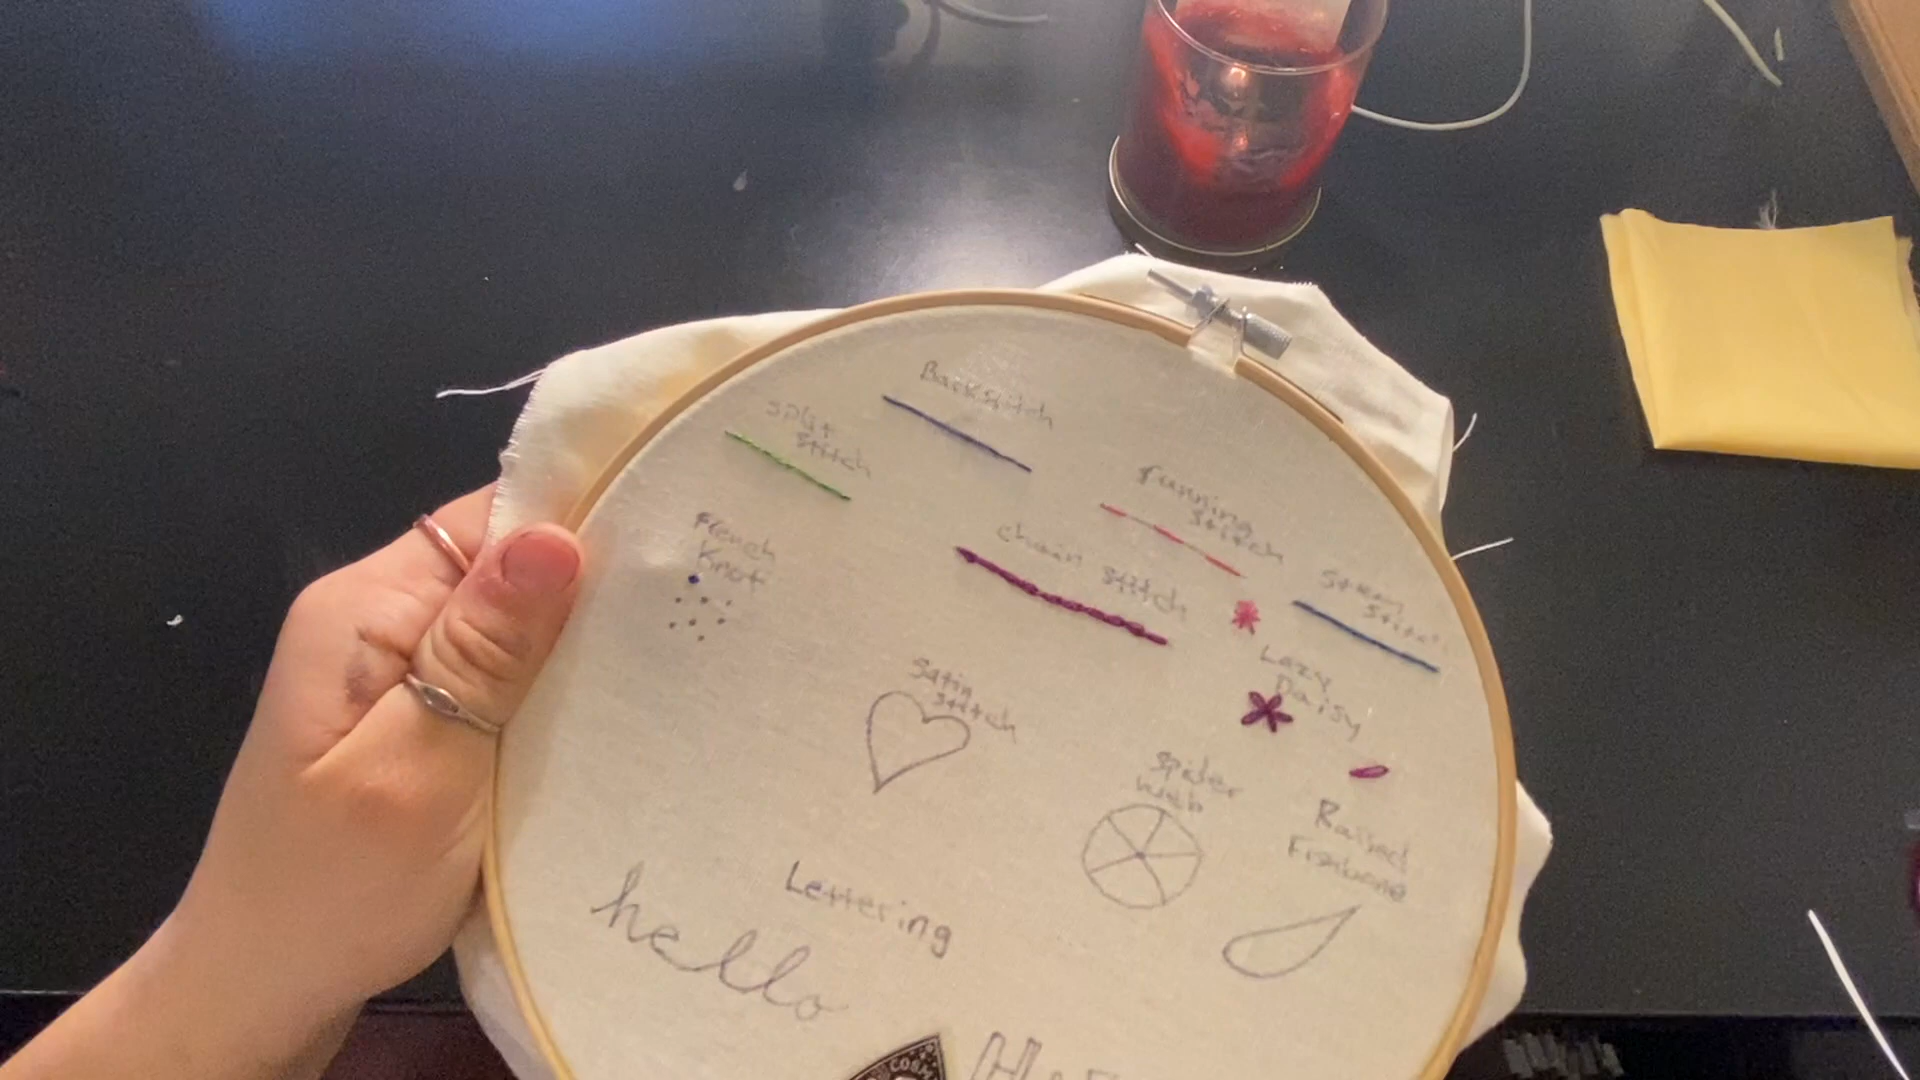 Backstitch
split
stitch
running
stitch
French
Knot
chain stitch
Stem
stitch
Lazy
Daisy
Satin
stitch
spider
web
Raised
Fishbone
Lettering
hello
COSM